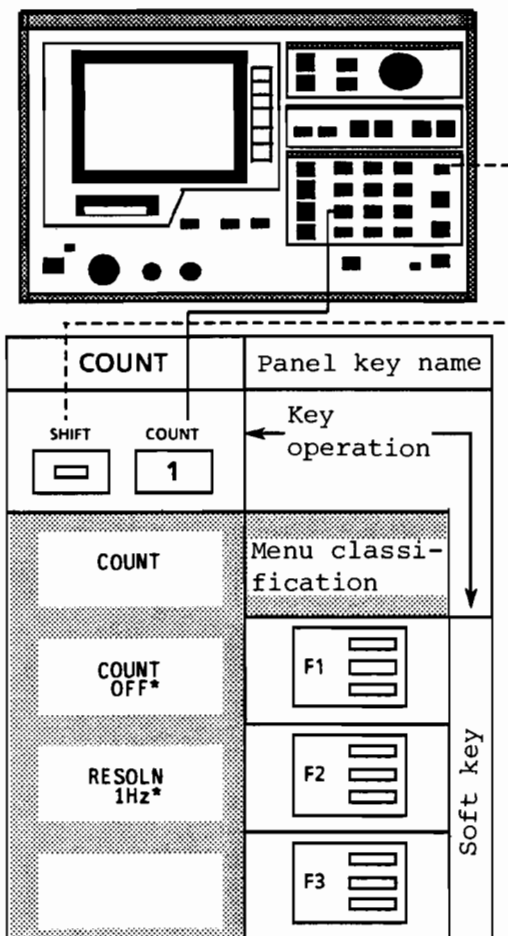 COUNT
Panel key name
SHIFT
COUNT
1
Key
operation
COUNT
Menu classi-
fication
COUNT
OFF*
F1
RESOLN
1Hz*
F2
F3
Soft key